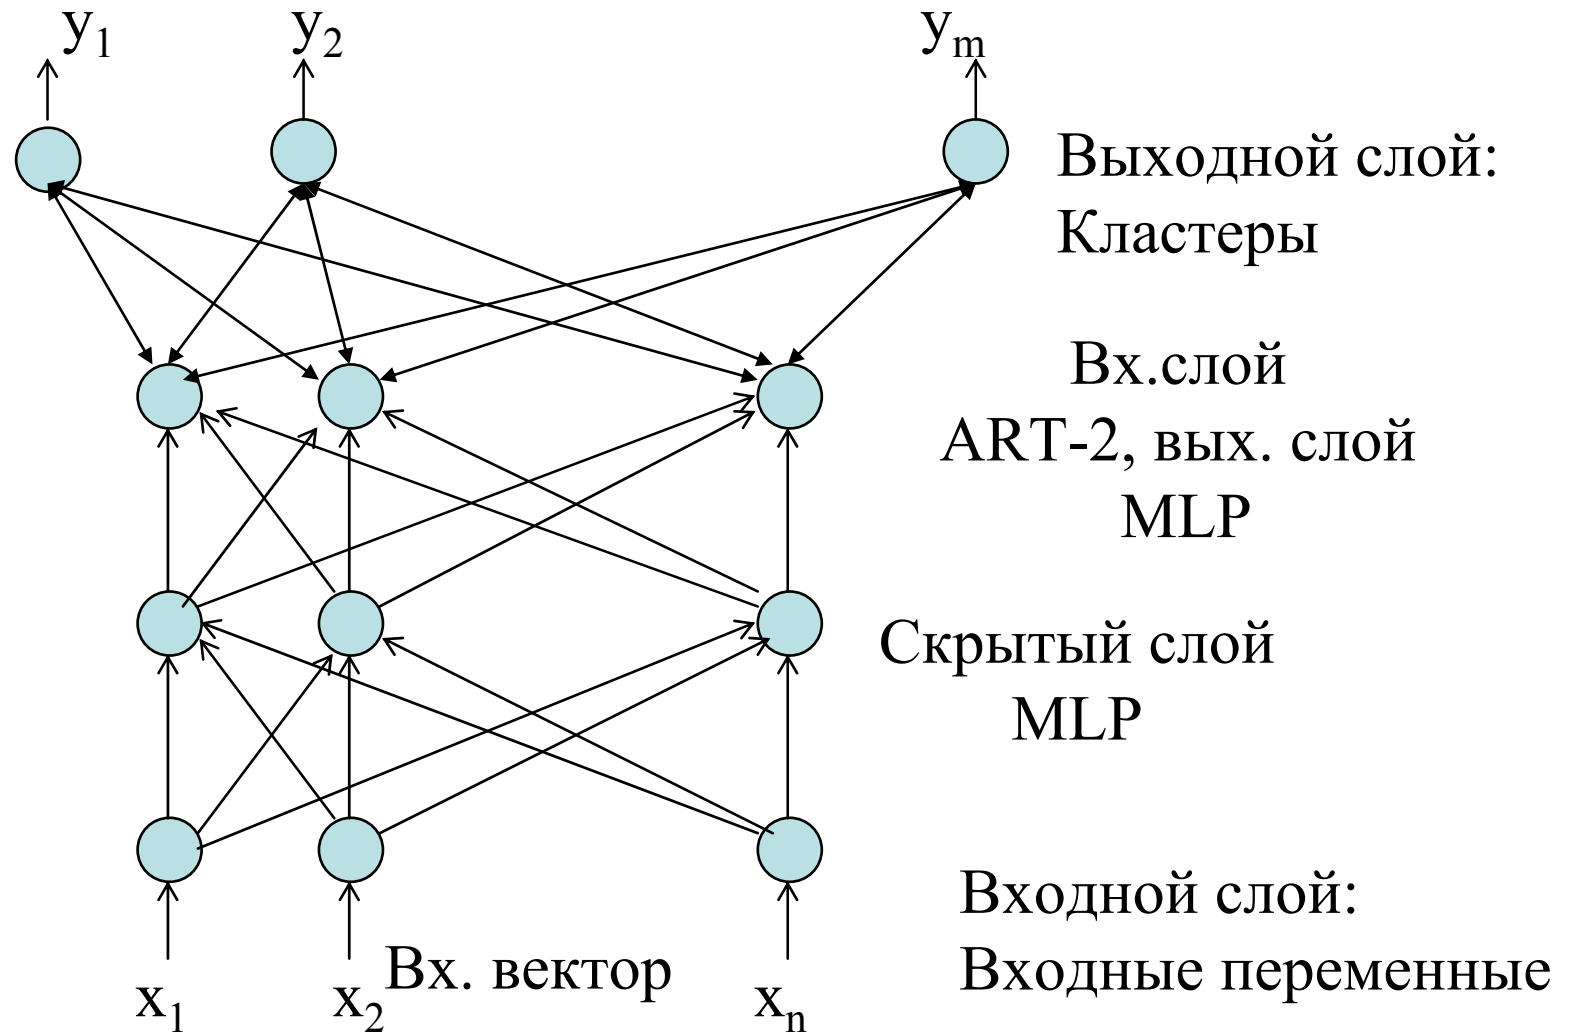 y1 y2 ym
Выходной слой:
Кластеры
Вх.слой
ART-2, вых. слой
MLP
Скрытый слой
MLP
Входной слой:
Входные переменные
Вх. вектор
x1 x2 xn